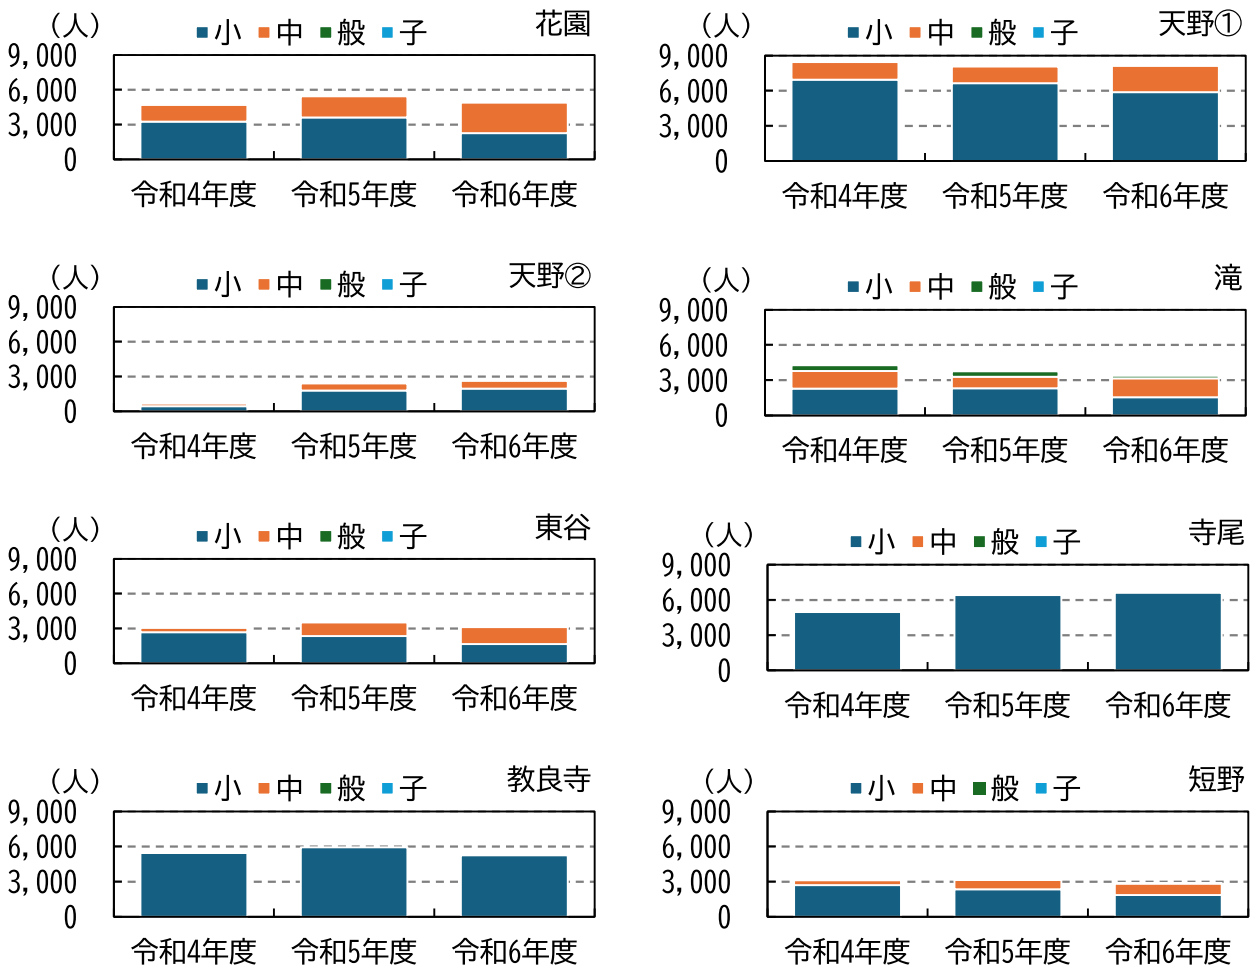 （人）
小 中 般 子
花園
9,000
6,000
3,000
0
令和4年度 令和5年度 令和6年度
（人）
小 中 般 子
天野①
9,000
6,000
3,000
0
令和4年度 令和5年度 令和6年度
（人）
小 中 般 子
天野②
9,000
6,000
3,000
0
令和4年度 令和5年度 令和6年度
（人）
小 中 般 子
滝
9,000
6,000
3,000
0
令和4年度 令和5年度 令和6年度
（人）
小 中 般 子
東谷
9,000
6,000
3,000
0
令和4年度 令和5年度 令和6年度
（人）
小 中 般 子
寺尾
9,000
6,000
3,000
0
令和4年度 令和5年度 令和6年度
（人）
小 中 般 子
教良寺
9,000
6,000
3,000
0
令和4年度 令和5年度 令和6年度
（人）
小 中 般 子
短野
9,000
6,000
3,000
0
令和4年度 令和5年度 令和6年度